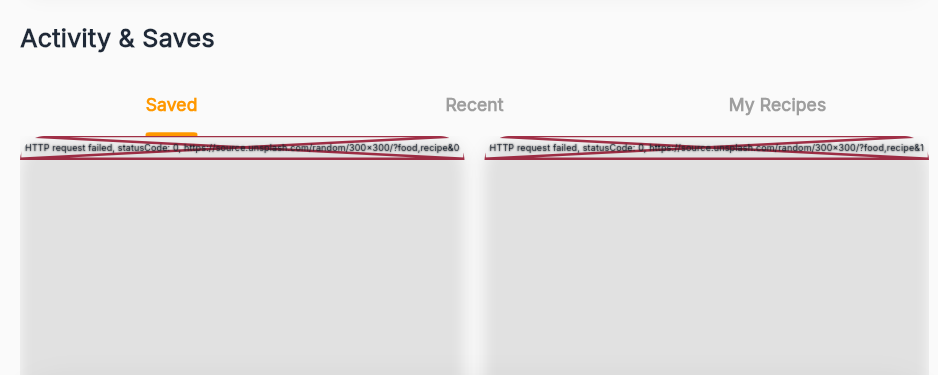 Activity & Saves
Saved
Recent
My Recipes
HTTP request failed, statusCode: 0, https://source.unsplash.com/random/300×300/?food,recipe&0
HTTP request failed, statusCode: 0, https://source.unsplash.com/random/300×300/?food,recipe&1